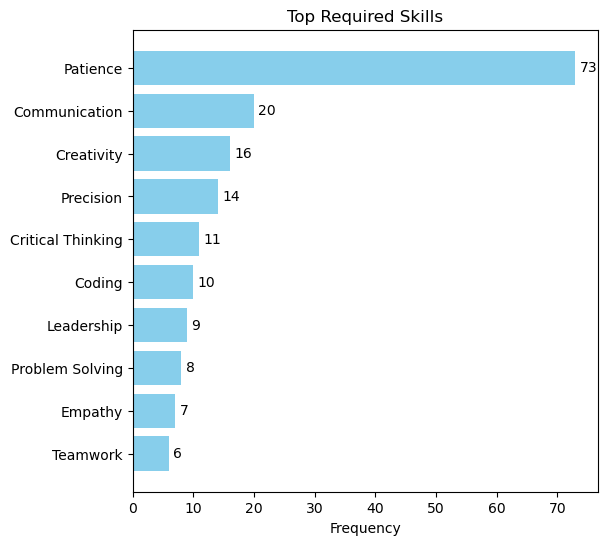 Top Required Skills
Patience 73
Communication 20
Creativity 16
Precision 14
Critical Thinking 11
Coding 10
Leadership 9
Problem Solving 8
Empathy 7
Teamwork 6
0 10 20 30 40 50 60 70
Frequency